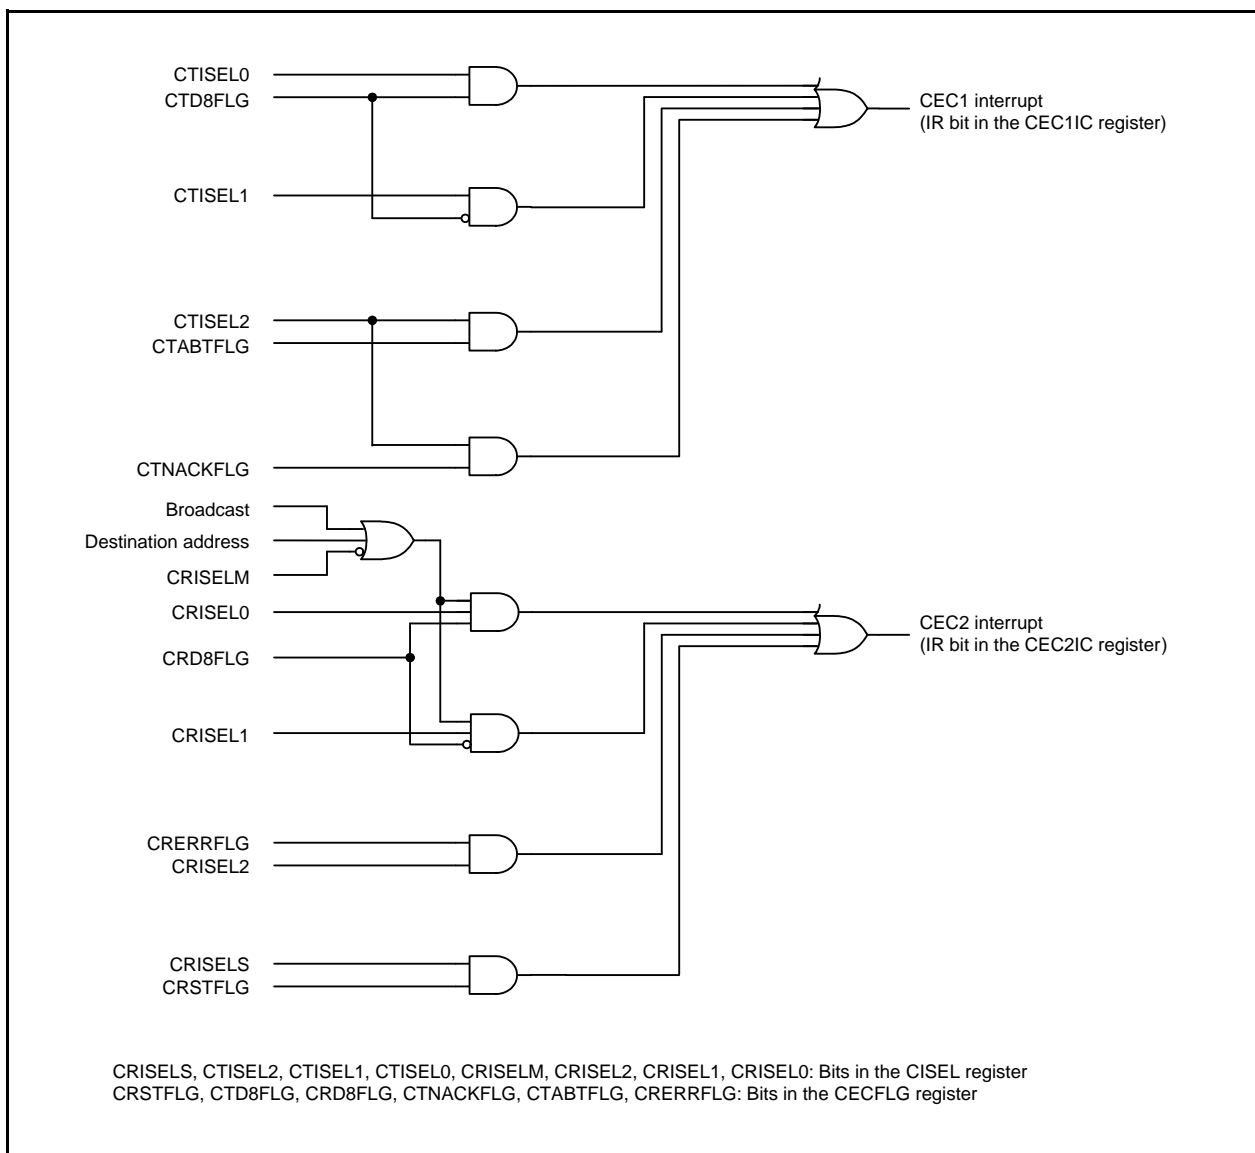 CTISEL0
CTD8FLG
CEC1 interrupt
(IR bit in the CEC1IC register)
CTISEL1
CTISEL2
CTABTFLG
CTNACKFLG
Broadcast
Destination address
CRISELM
CRISEL0
CEC2 interrupt
(IR bit in the CEC2IC register)
CRD8FLG
CRISEL1
CRERRFLG
CRISEL2
CRISELS
CRSTFLG
CRISELS, CTISEL2, CTISEL1, CTISEL0, CRISELM, CRISEL2, CRISEL1, CRISEL0: Bits in the CISEL register
CRSTFLG, CTD8FLG, CRD8FLG, CTNACKFLG, CTABTFLG, CRERRFLG: Bits in the CECFLG register